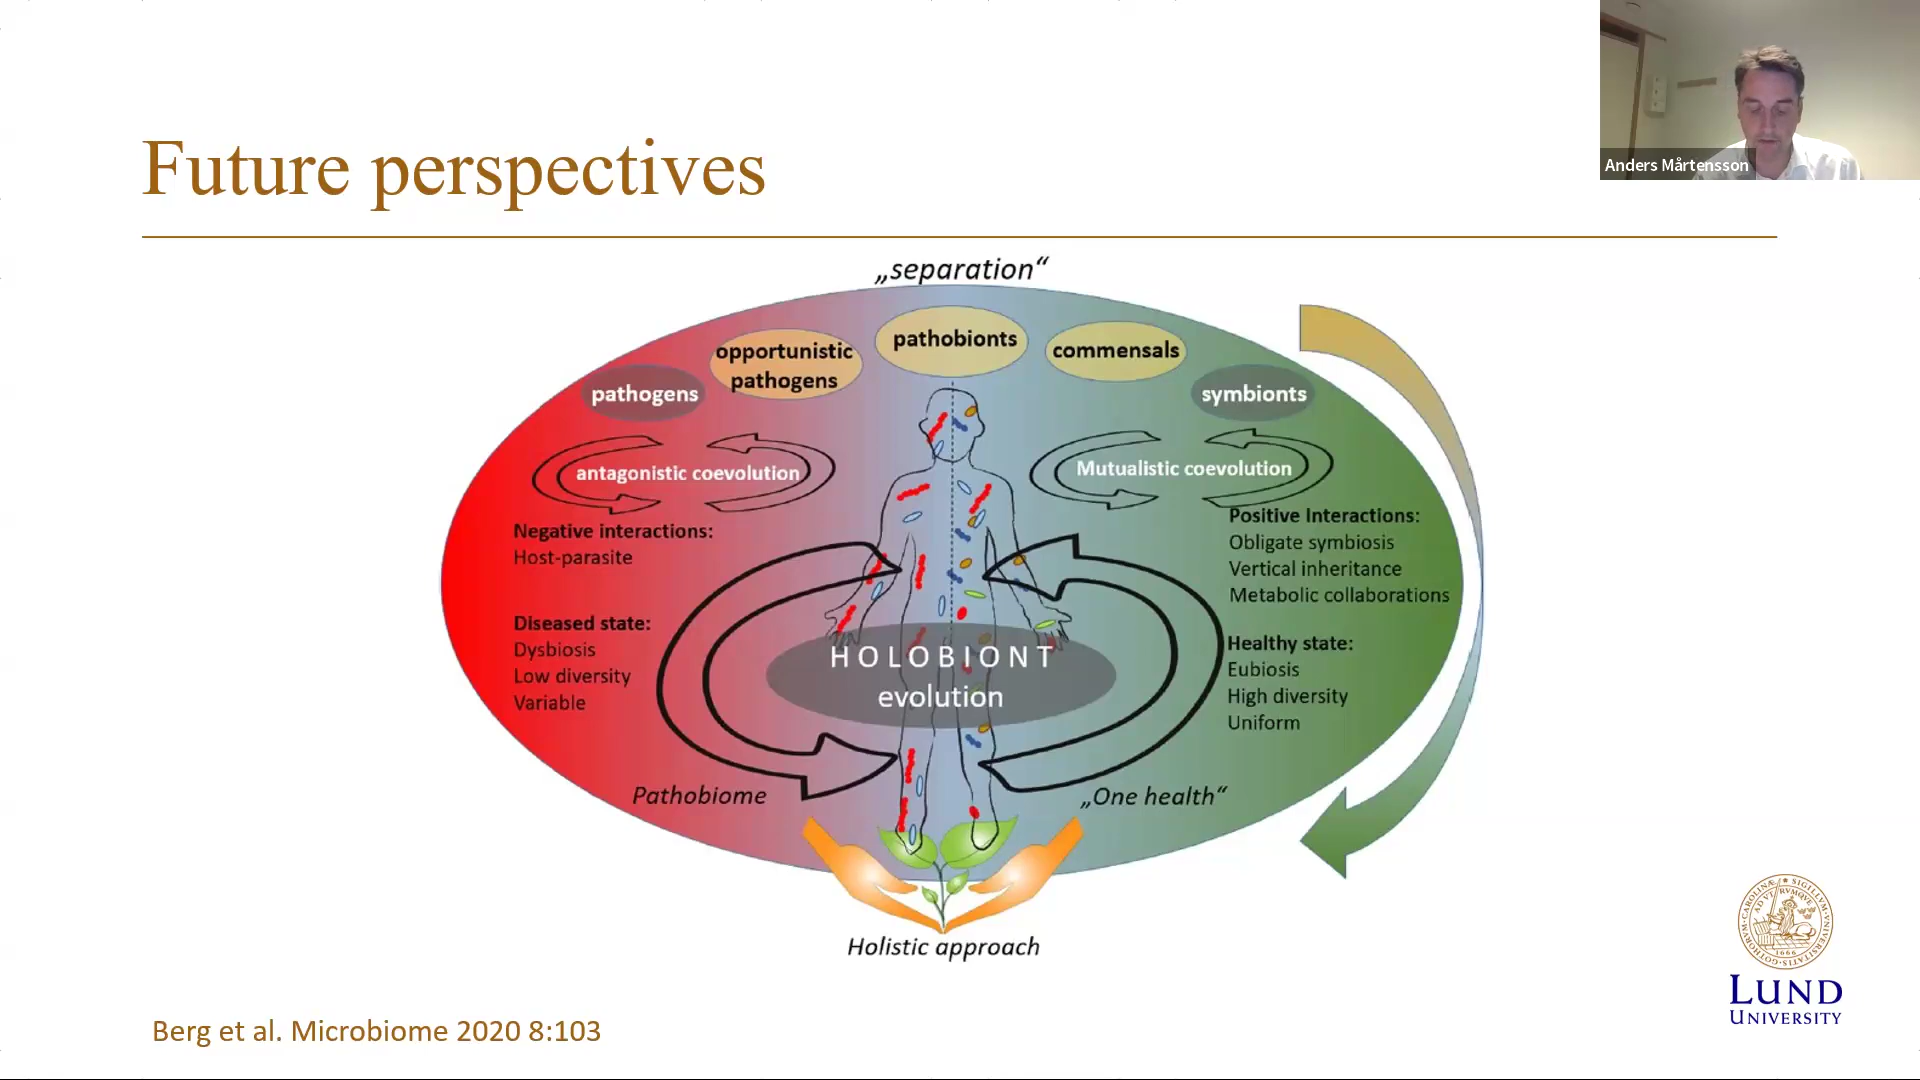 Anders Mårtensson
Future perspectives
„separation“
pathobionts
opportunistic
pathogens
commensals
pathogens
symbionts
antagonistic coevolution
Mutualistic coevolution
Negative interactions:
Host-parasite
Diseased state:
Dysbiosis
Low diversity
Variable
Positive Interactions:
Obligate symbiosis
Vertical inheritance
Metabolic collaborations
Healthy state:
Eubiosis
High diversity
Uniform
HOLOBIONT
evolution
Pathobiome
„One health“
Holistic approach
Berg et al. Microbiome 2020 8:103
LUND
UNIVERSITY